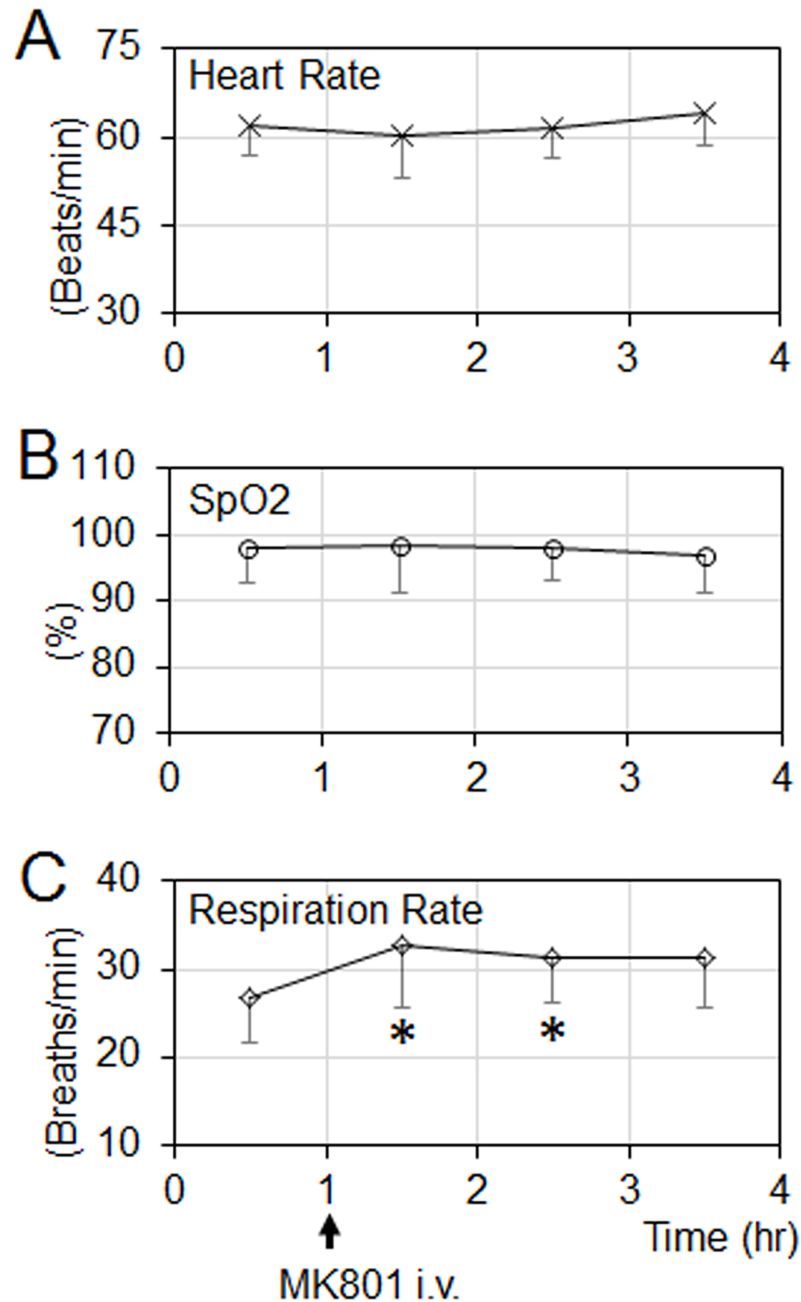 A
75
Heart Rate
60
45
30
(Beats/min)
0 1 2 3 4
B
110
SpO2
100
90
80
70
(%)
0 1 2 3 4
C
40
Respiration Rate
30
20
10
(Breaths/min)
* *
0 1 2 3 4
Time (hr)
MK801 i.v.